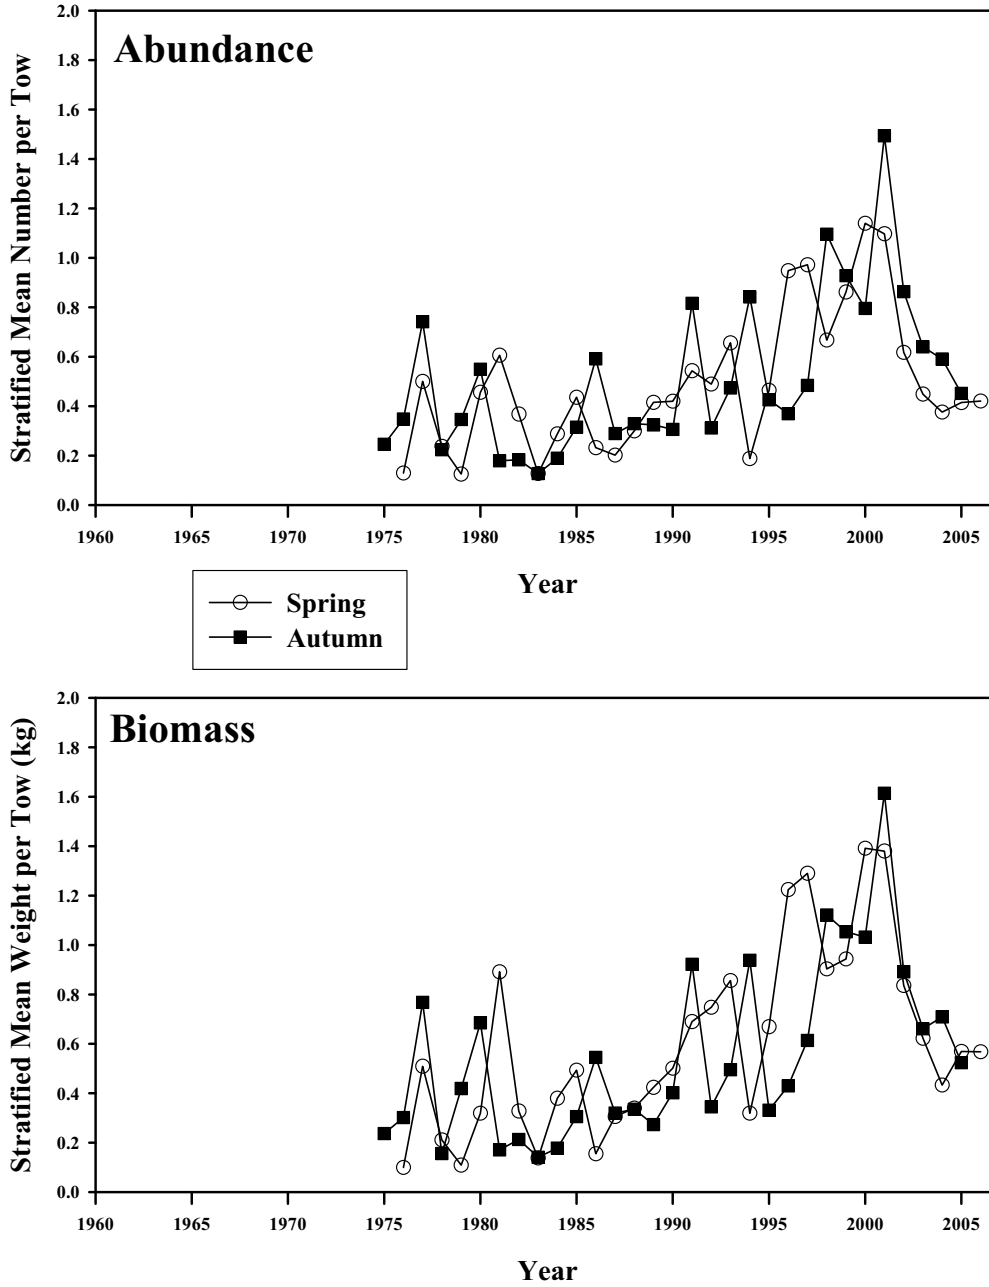 Abundance
Stratified Mean Number per Tow
2.0
1.8
1.6
1.4
1.2
1.0
0.8
0.6
0.4
0.2
0.0
1960 1965 1970 1975 1980 1985 1990 1995 2000 2005
Year
Spring
Autumn
Biomass
Stratified Mean Weight per Tow (kg)
2.0
1.8
1.6
1.4
1.2
1.0
0.8
0.6
0.4
0.2
0.0
1960 1965 1970 1975 1980 1985 1990 1995 2000 2005
Year